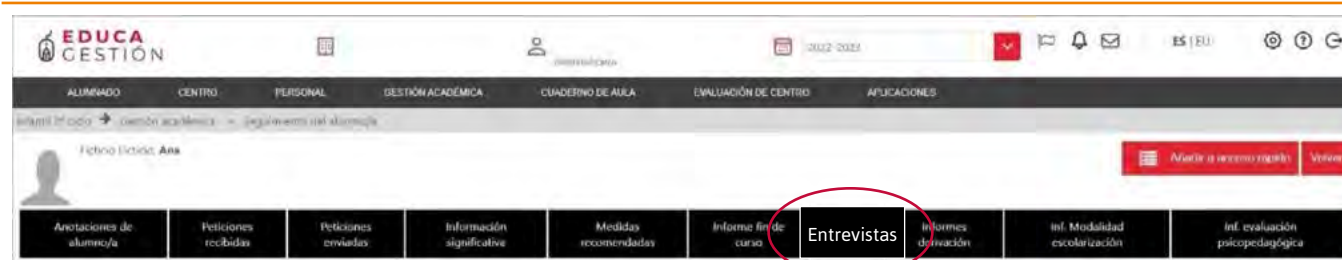 EDUCA
GESTIÓN
2022-2023
ES | EU
ALUMNADO CENTRO PERSONAL GESTIÓN ACADÉMICA CUADERNO DE AULA EVALUACIÓN DE CENTRO APLICACIONES
Infantil 2º ciclo → Gestión académica → Seguimiento del alumno/a
Ficticio Ficticio, Ana
Añadir a acceso rápido Volver
Anotaciones de alumno/a
Peticiones recibidas
Peticiones enviadas
Información significativa
Medidas recomendadas
Informe fin de curso
Entrevistas
Informes derivación
Inf. Modalidad escolarización
Inf. evaluación psicopedagógica